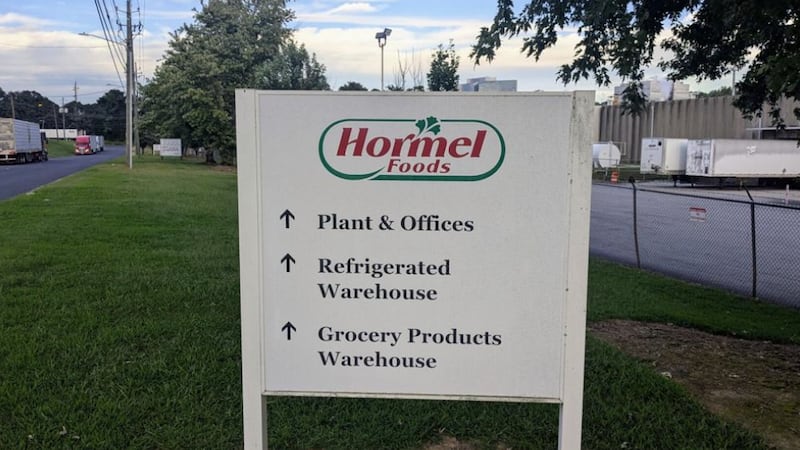 Hormel
Foods
↑ Plant & Offices
↑ Refrigerated
Warehouse
↑ Grocery Products
Warehouse